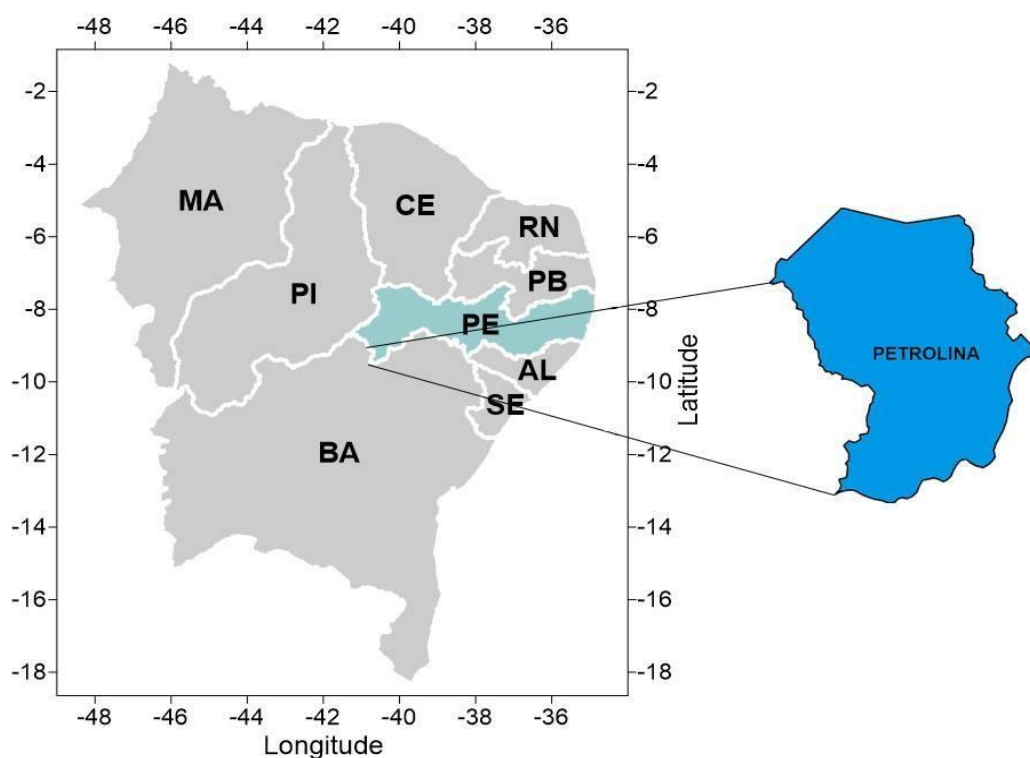 -48 -46 -44 -42 -40 -38 -36
-2 -2
-4 -4
MA CE
RN
-6 -6
PI PB
-8 -8
PE
PETROLINA
-10 AL -10
SE
Latitude
-12 BA -12
-14 -14
-16 -16
-18 -18
-48 -46 -44 -42 -40 -38 -36
Longitude